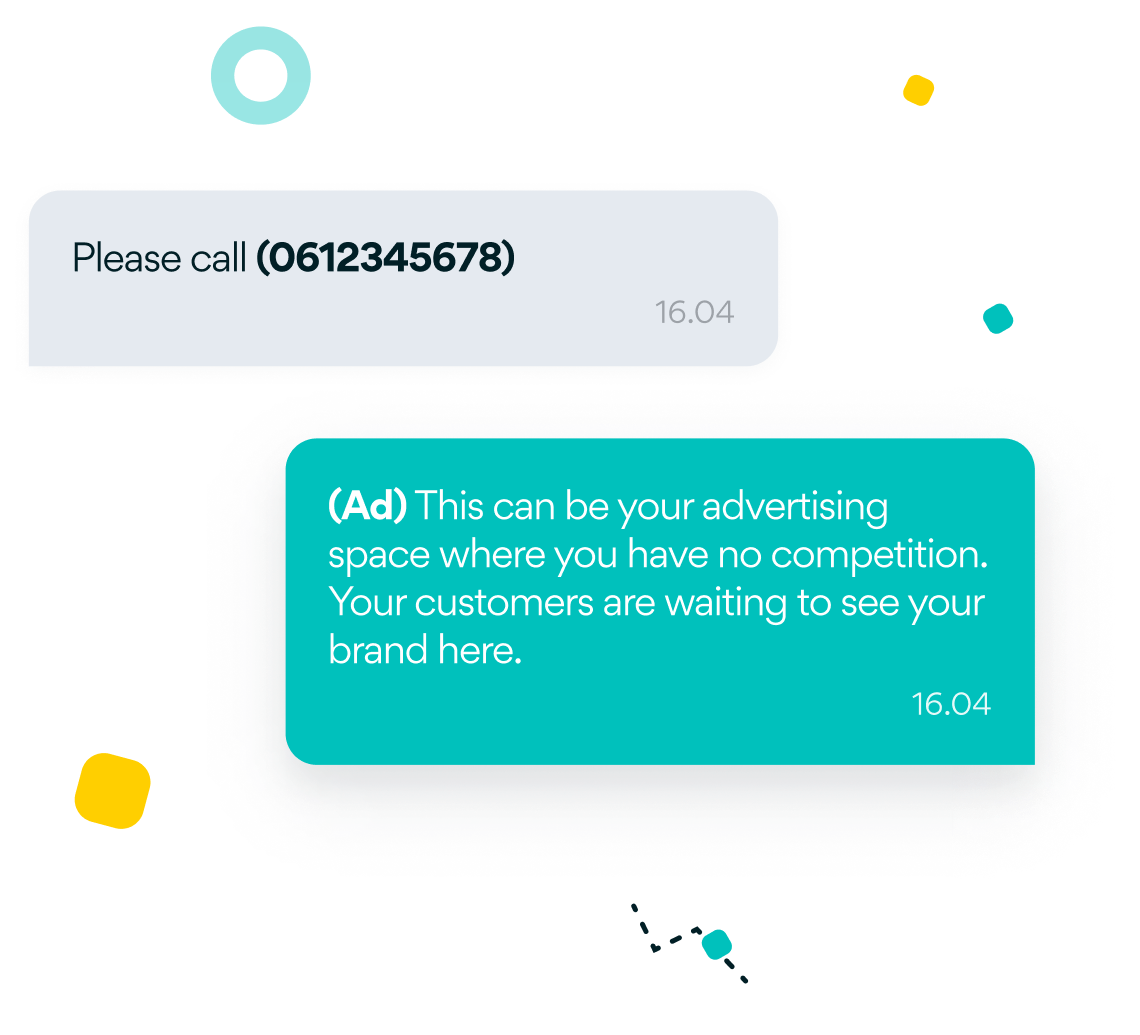 Please call (0612345678)
16.04
(Ad) This can be your advertising
space where you have no competition.
Your customers are waiting to see your
brand here.
16.04